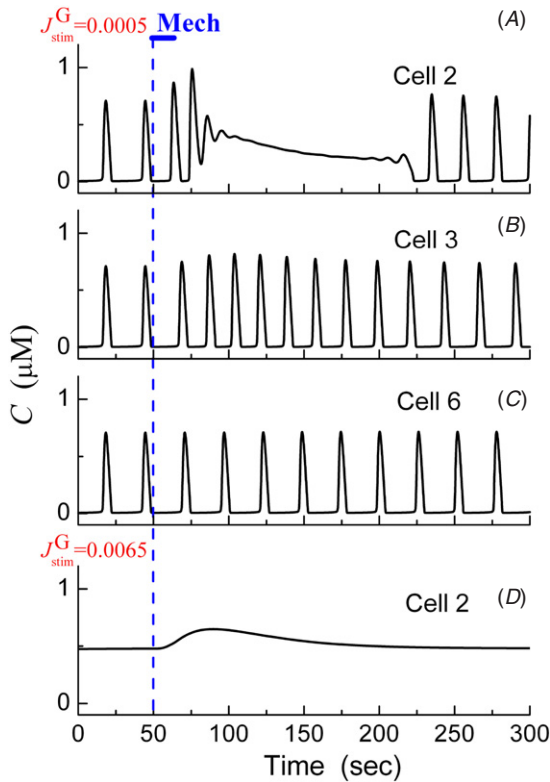 J^G_stim=0.0005 Mech (A)
1
Cell 2
0
(B)
1
Cell 3
0
(C)
1
Cell 6
0
J^G_stim=0.0065
(D)
1
Cell 2
0
C (μM)
0 50 100 150 200 250 300
Time (sec)